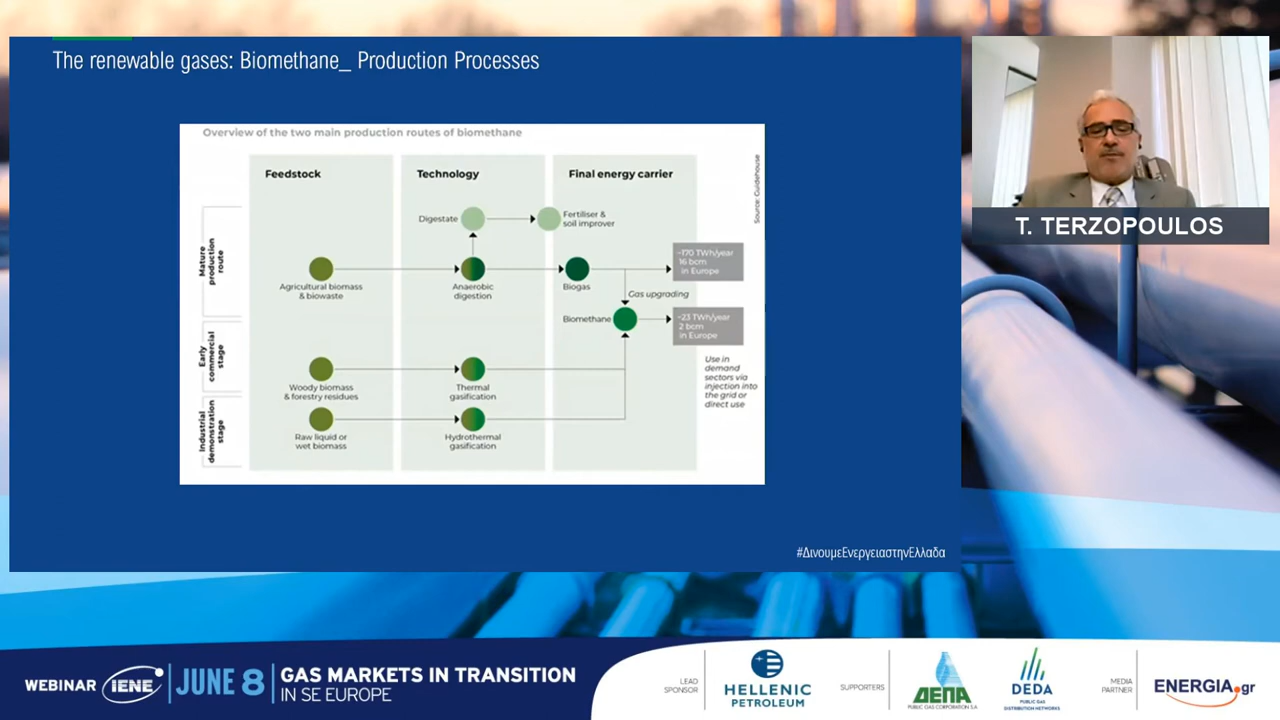 The renewable gases: Biomethane_ Production Processes
Overview of the two main production routes of biomethane
Feedstock
Technology
Final energy carrier
Source: Guidehouse
Mature
production
route
Digestate
Fertiliser &
soil improver
Agricultural biomass
& biowaste
Anaerobic
digestion
Biogas
~170 TWh/year
16 bcm
in Europe
Gas upgrading
Biomethane
~23 TWh/year
2 bcm
in Europe
Early
commercial
stage
Woody biomass
& forestry residues
Thermal
gasification
Use in
demand
sectors via
injection into
the grid or
direct use
Industrial
demonstration
stage
Raw liquid or
wet biomass
Hydrothermal
gasification
#ΔινουμεΕνεργειαστηνΕλλαδα
T. TERZOPOULOS
WEBINAR
IENE
JUNE 8
GAS MARKETS IN TRANSITION
IN SE EUROPE
LEAD
SPONSOR
HELLENIC
PETROLEUM
SUPPORTERS
ΔΕΠΑ
PUBLIC GAS CORPORATION S.A
DEDA
PUBLIC GAS
DISTRIBUTION NETWORKS
MEDIA
PARTNER
ENERGIA.gr